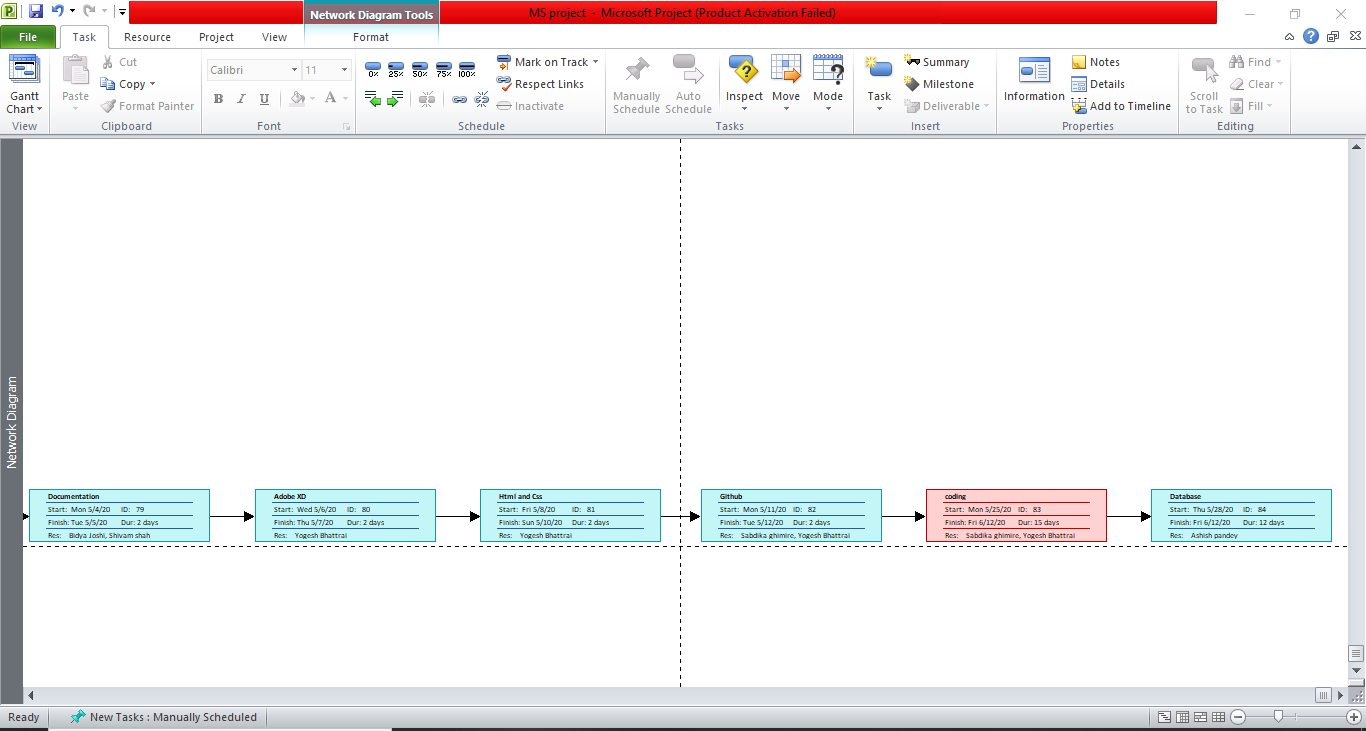 Network Diagram Tools
MS project - Microsoft Project (Product Activation Failed)
File Task Resource Project View Format
Cut
Calibri 11
0% 25% 50% 75% 100%
Mark on Track
Summary
Notes
Find
Copy
Respect Links
Milestone
Details
Clear
Gantt Chart
Paste
Format Painter
B I U A
Inactivate
Manually Schedule
Auto Schedule
Inspect Move Mode
Task
Deliverable
Information
Add to Timeline
Scroll to Task
Fill
View Clipboard Font Schedule Tasks Insert Properties Editing
Network Diagram
Documentation
Start: Mon 5/4/20 ID: 79
Finish: Tue 5/5/20 Dur: 2 days
Res: Bidya Joshi, Shivam shah
Adobe XD
Start: Wed 5/6/20 ID: 80
Finish: Thu 5/7/20 Dur: 2 days
Res: Yogesh Bhattrai
Html and Css
Start: Fri 5/8/20 ID: 81
Finish: Sun 5/10/20 Dur: 2 days
Res: Yogesh Bhattrai
Github
Start: Mon 5/11/20 ID: 82
Finish: Tue 5/12/20 Dur: 2 days
Res: Sabdika ghimire, Yogesh Bhattrai
coding
Start: Mon 5/25/20 ID: 83
Finish: Fri 6/12/20 Dur: 15 days
Res: Sabdika ghimire, Yogesh Bhattrai
Database
Start: Thu 5/28/20 ID: 84
Finish: Fri 6/12/20 Dur: 12 days
Res: Ashish pandey
Ready New Tasks : Manually Scheduled